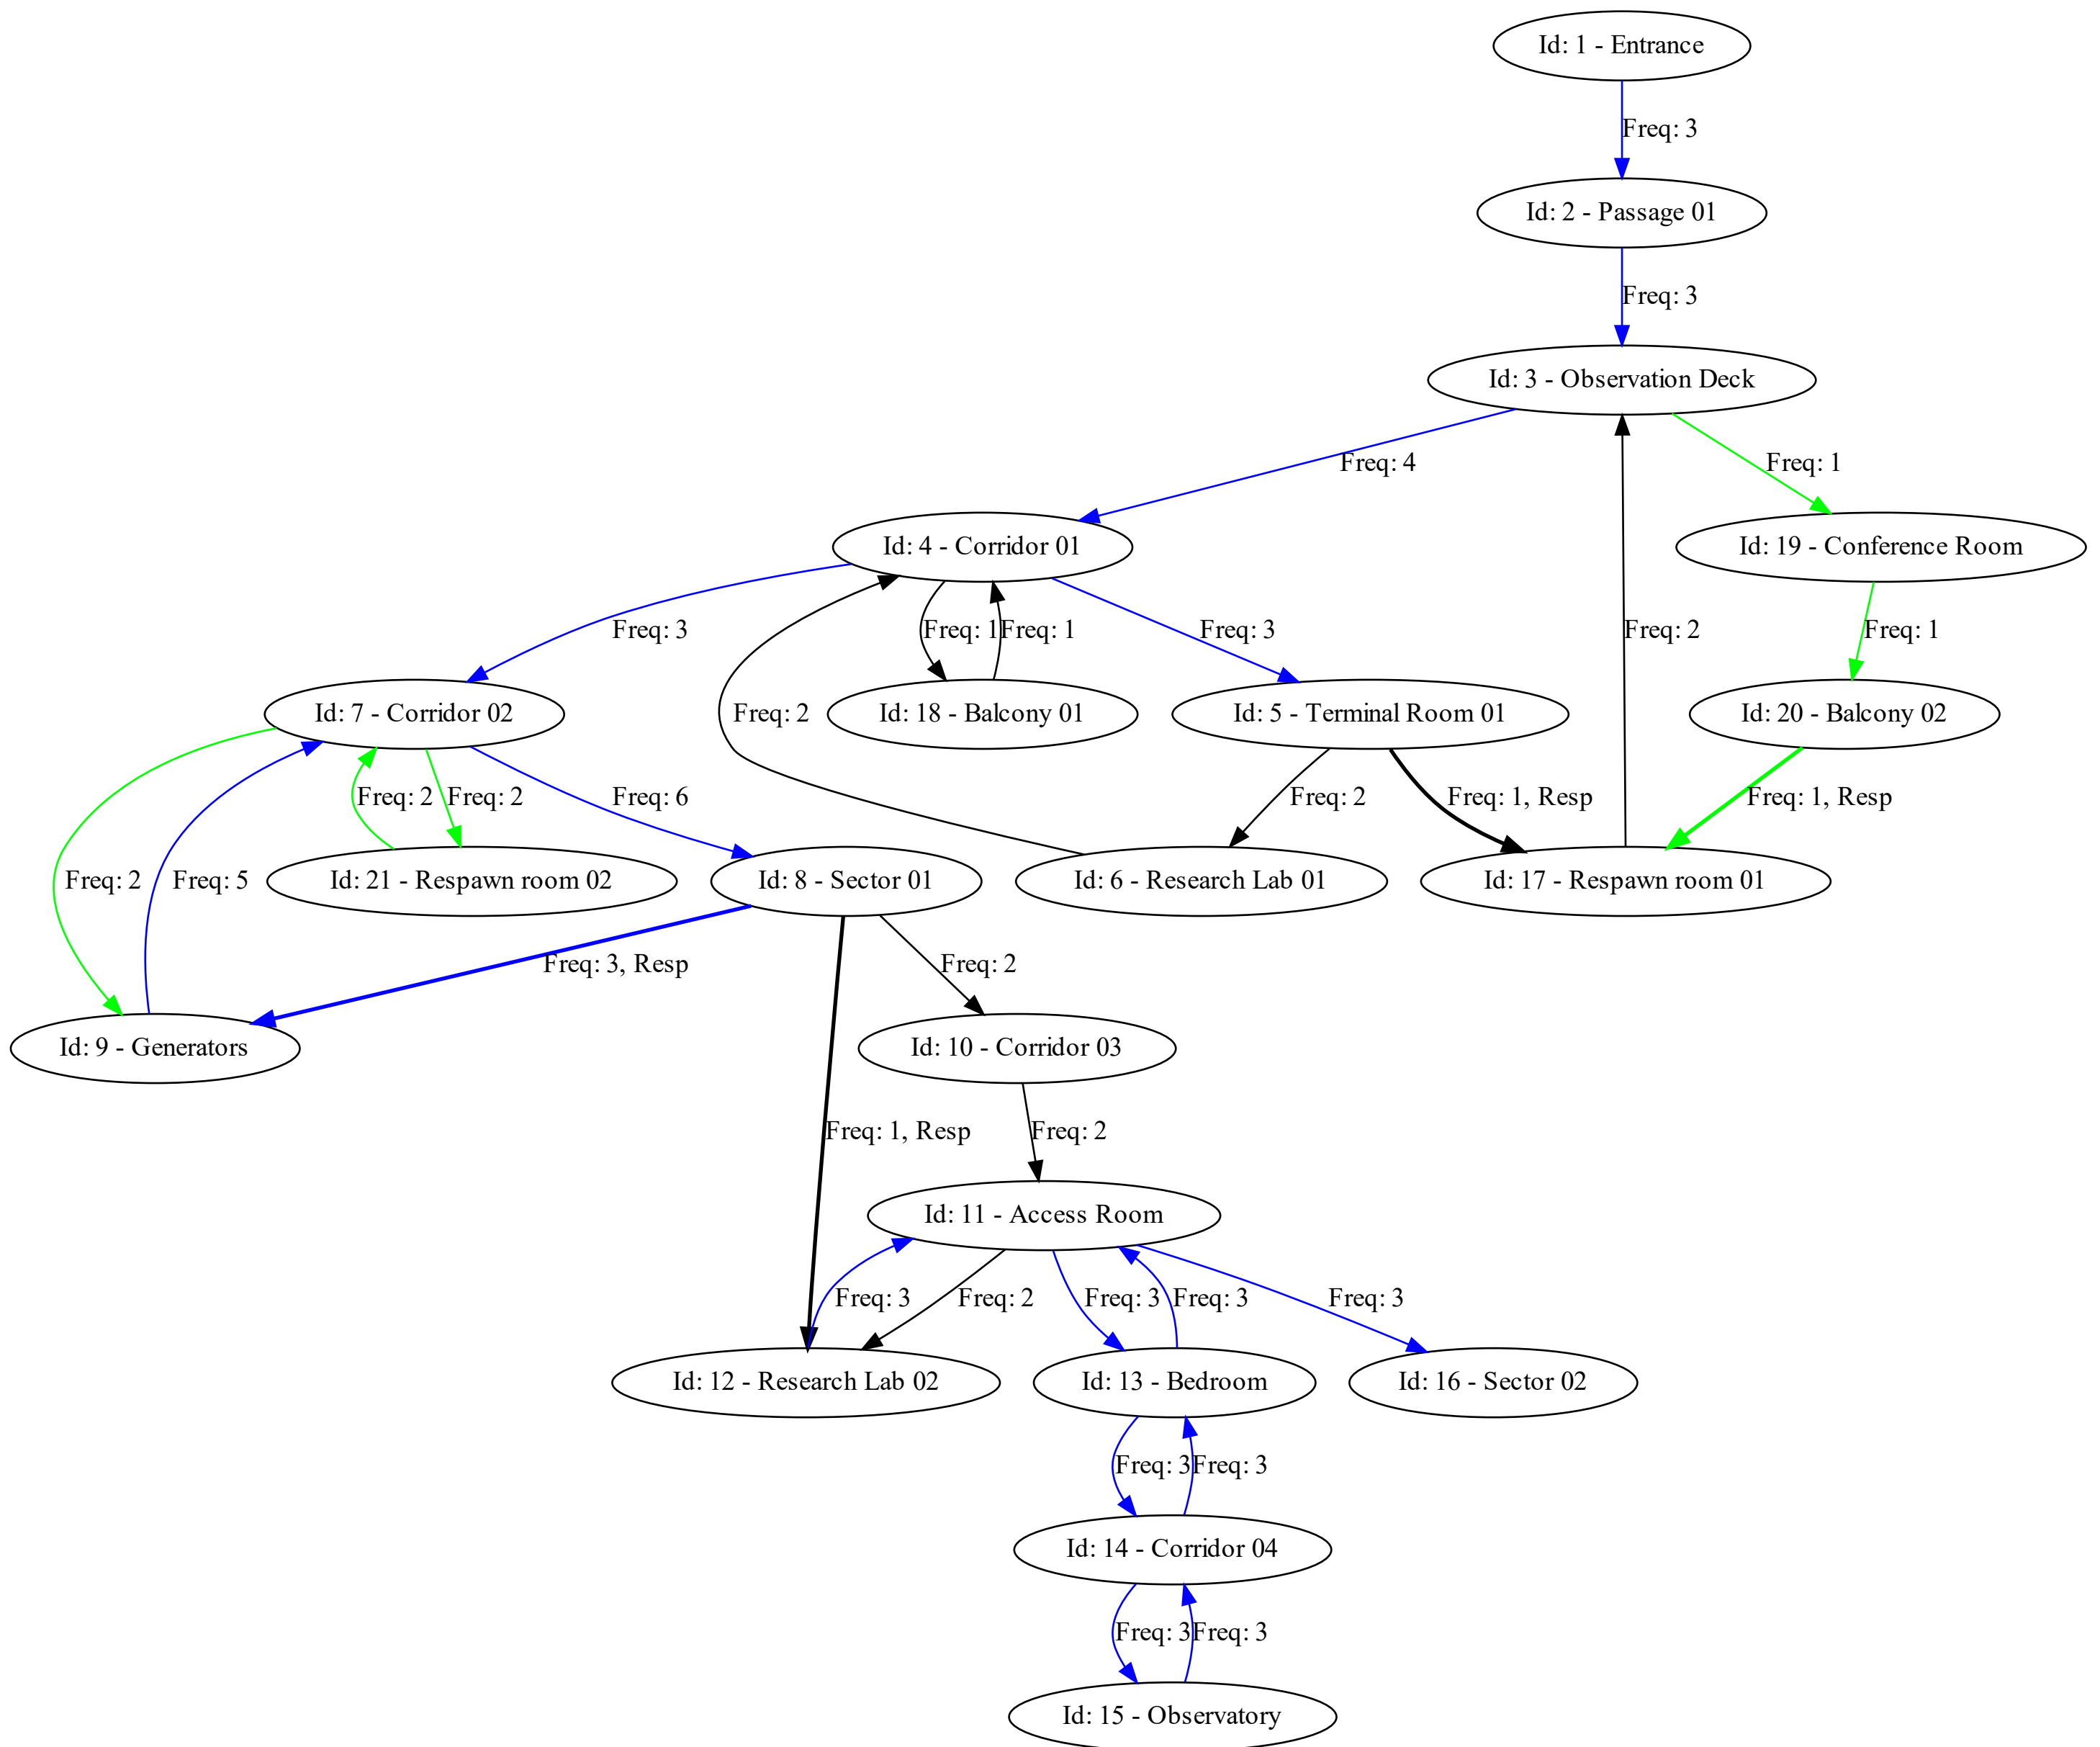 Id: 1 - Entrance
Freq: 3
Id: 2 - Passage 01
Freq: 3
Id: 3 - Observation Deck
Freq: 4
Freq: 1
Id: 4 - Corridor 01
Id: 19 - Conference Room
Freq: 3
Freq: 1
Freq: 1
Freq: 3
Freq: 2
Freq: 1
Freq: 2
Id: 7 - Corridor 02
Id: 18 - Balcony 01
Id: 5 - Terminal Room 01
Id: 20 - Balcony 02
Freq: 2
Freq: 2
Freq: 6
Freq: 2
Freq: 1, Resp
Freq: 1, Resp
Freq: 2
Freq: 5
Id: 21 - Respawn room 02
Id: 8 - Sector 01
Id: 6 - Research Lab 01
Id: 17 - Respawn room 01
Freq: 3, Resp
Freq: 2
Id: 9 - Generators
Id: 10 - Corridor 03
Freq: 1, Resp
Freq: 2
Id: 11 - Access Room
Freq: 3
Freq: 2
Freq: 3
Freq: 3
Freq: 3
Id: 12 - Research Lab 02
Id: 13 - Bedroom
Id: 16 - Sector 02
Freq: 3
Freq: 3
Id: 14 - Corridor 04
Freq: 3
Freq: 3
Id: 15 - Observatory